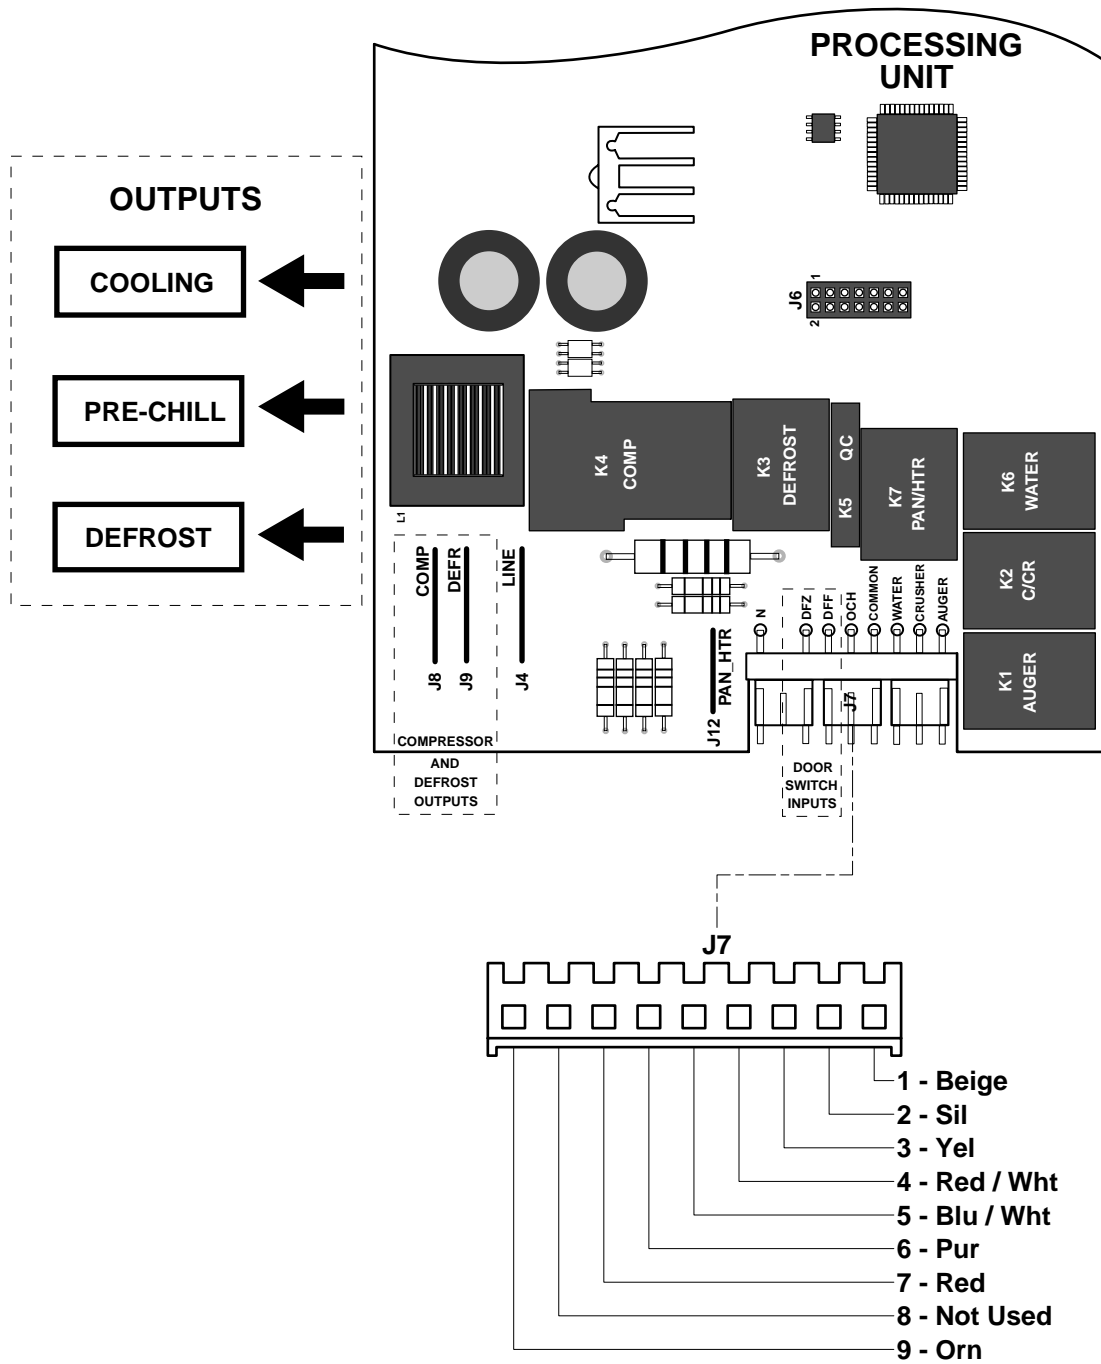 PROCESSING
UNIT
OUTPUTS
COOLING
PRE-CHILL
DEFROST
J6
1
2
L1
K4
COMP
K3
DEFROST
K5 QC
K7
PAN/HTR
K6
WATER
K2
C/CR
K1
AUGER
COMP
J8
DEFR
J9
LINE
J4
PAN_HTR
J12
N
DFZ
DFF
OCH
COMMON
WATER
CRUSHER
AUGER
J7
COMPRESSOR
AND
DEFROST
OUTPUTS
DOOR
SWITCH
INPUTS
J7
1 - Beige
2 - Sil
3 - Yel
4 - Red / Wht
5 - Blu / Wht
6 - Pur
7 - Red
8 - Not Used
9 - Orn